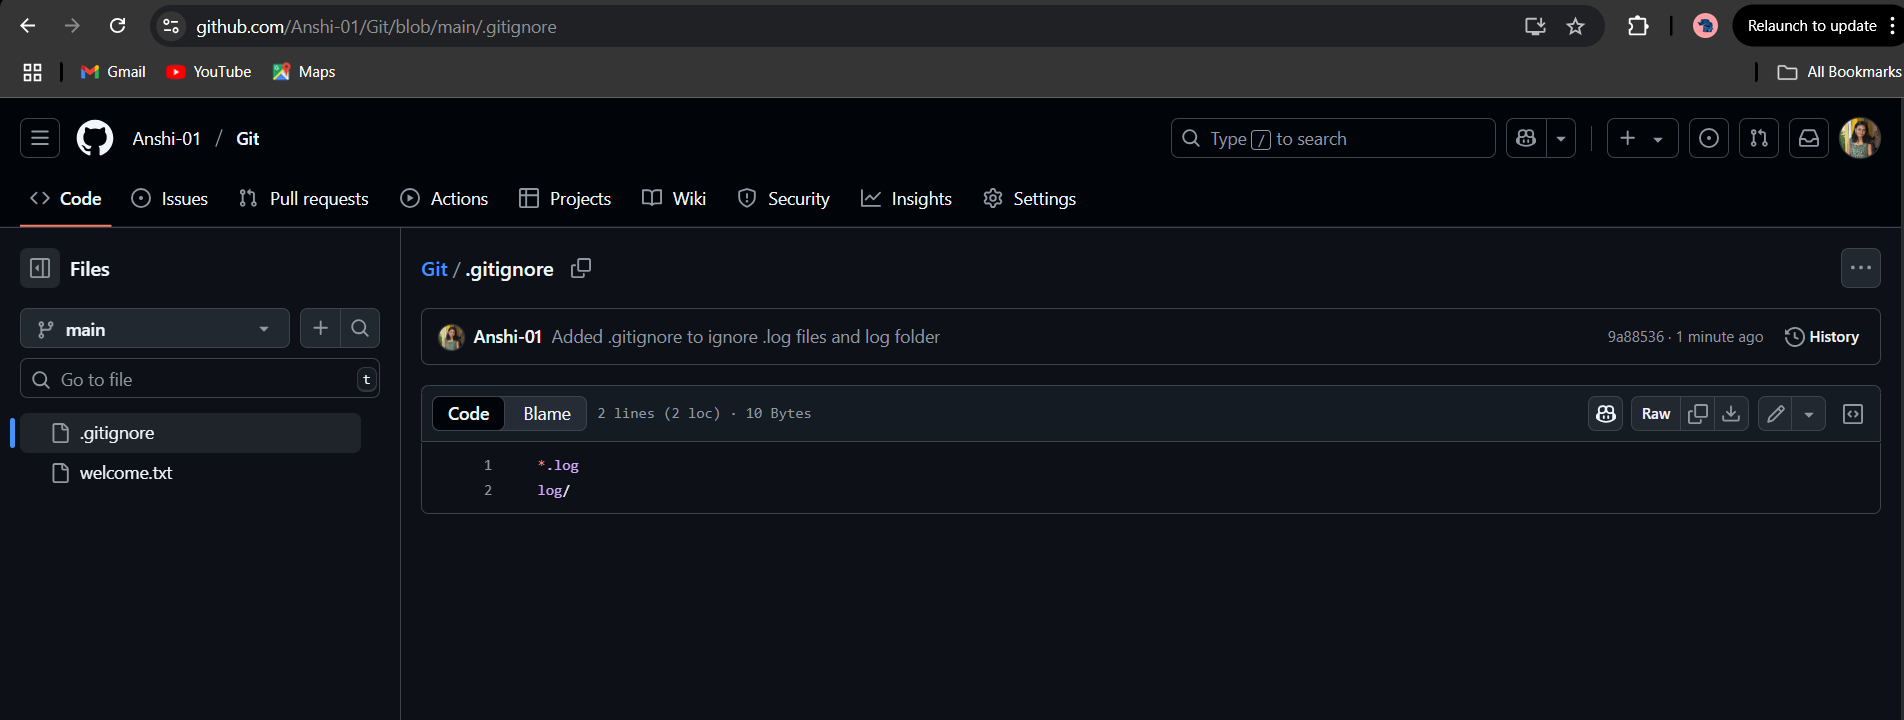 github.com/Anshi-01/Git/blob/main/.gitignore
Relaunch to update
Gmail
YouTube
Maps
All Bookmarks
Anshi-01 / Git
Type / to search
Code
Issues
Pull requests
Actions
Projects
Wiki
Security
Insights
Settings
Files
main
Go to file
t
.gitignore
welcome.txt
Git / .gitignore
Anshi-01 Added .gitignore to ignore .log files and log folder
9a88536 · 1 minute ago
History
Code
Blame
2 lines (2 loc) · 10 Bytes
Raw
1 *.log
2 log/